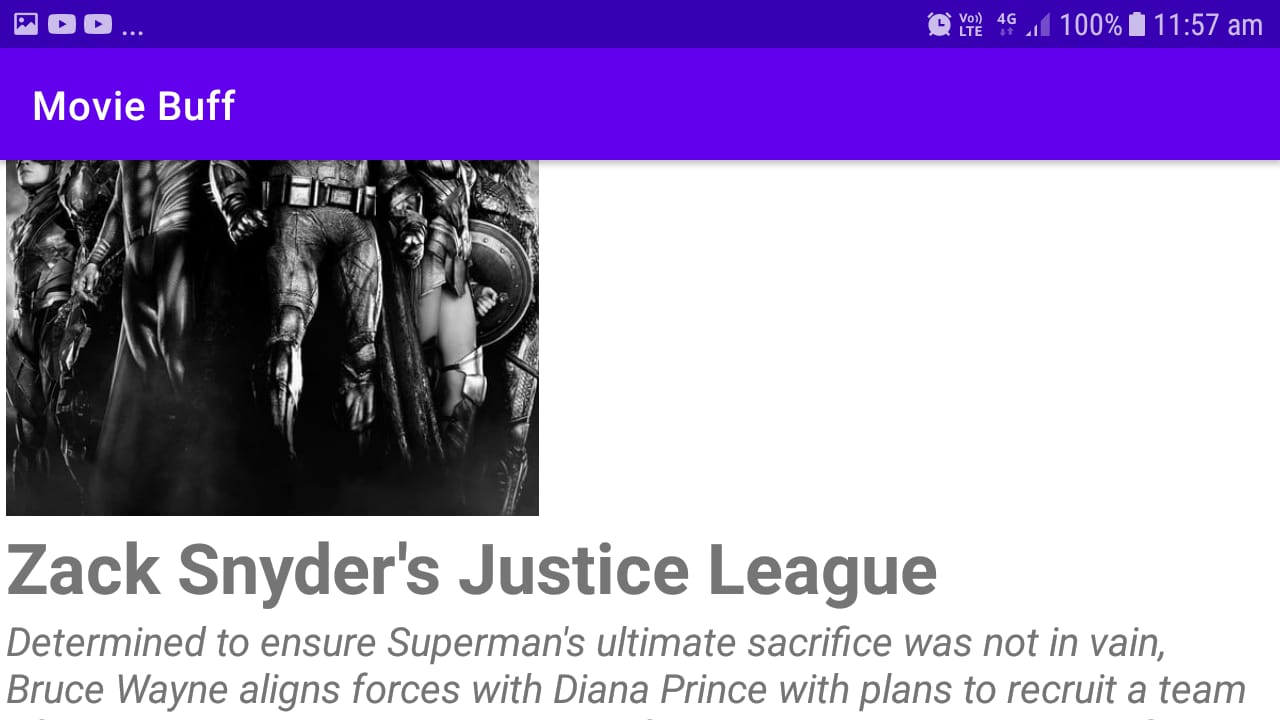 ... Vo)) LTE 4G 100% 11:57 am
Movie Buff
Zack Snyder's Justice League
Determined to ensure Superman's ultimate sacrifice was not in vain,
Bruce Wayne aligns forces with Diana Prince with plans to recruit a team